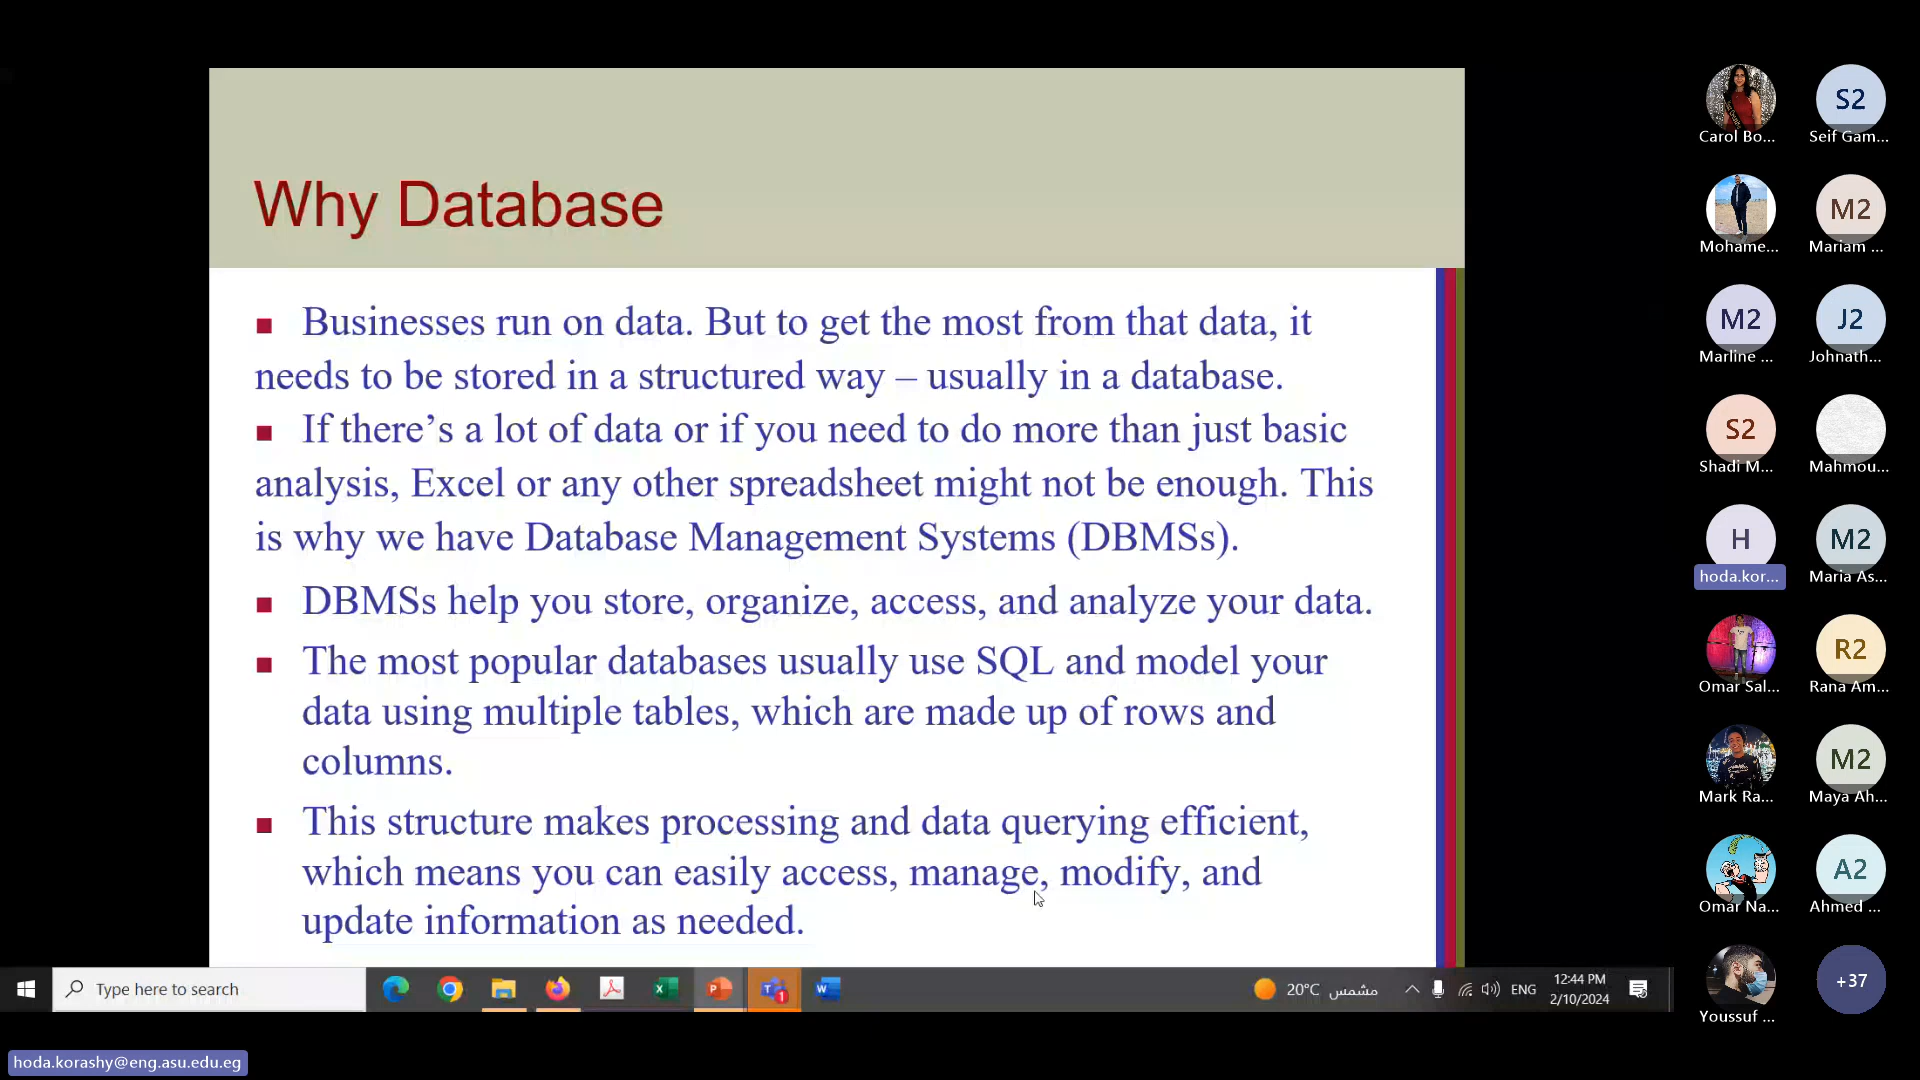 Why Database
Businesses run on data. But to get the most from that data, it
needs to be stored in a structured way – usually in a database.
If there’s a lot of data or if you need to do more than just basic
analysis, Excel or any other spreadsheet might not be enough. This
is why we have Database Management Systems (DBMSs).
DBMSs help you store, organize, access, and analyze your data.
The most popular databases usually use SQL and model your
data using multiple tables, which are made up of rows and
columns.
This structure makes processing and data querying efficient,
which means you can easily access, manage, modify, and
update information as needed.
S2
Carol Bo...
Seif Gam...
M2
Mohame...
Mariam ...
M2
J2
Marline ...
Johnath...
S2
Shadi M...
Mahmou...
H
M2
hoda.kor...
Maria As...
R2
Omar Sal...
Rana Am...
M2
Mark Ra...
Maya Ah...
A2
Omar Na...
Ahmed ...
+37
Youssuf ...
Type here to search
T
1
W
20°C مشمس
ENG
12:44 PM
2/10/2024
hoda.korashy@eng.asu.edu.eg